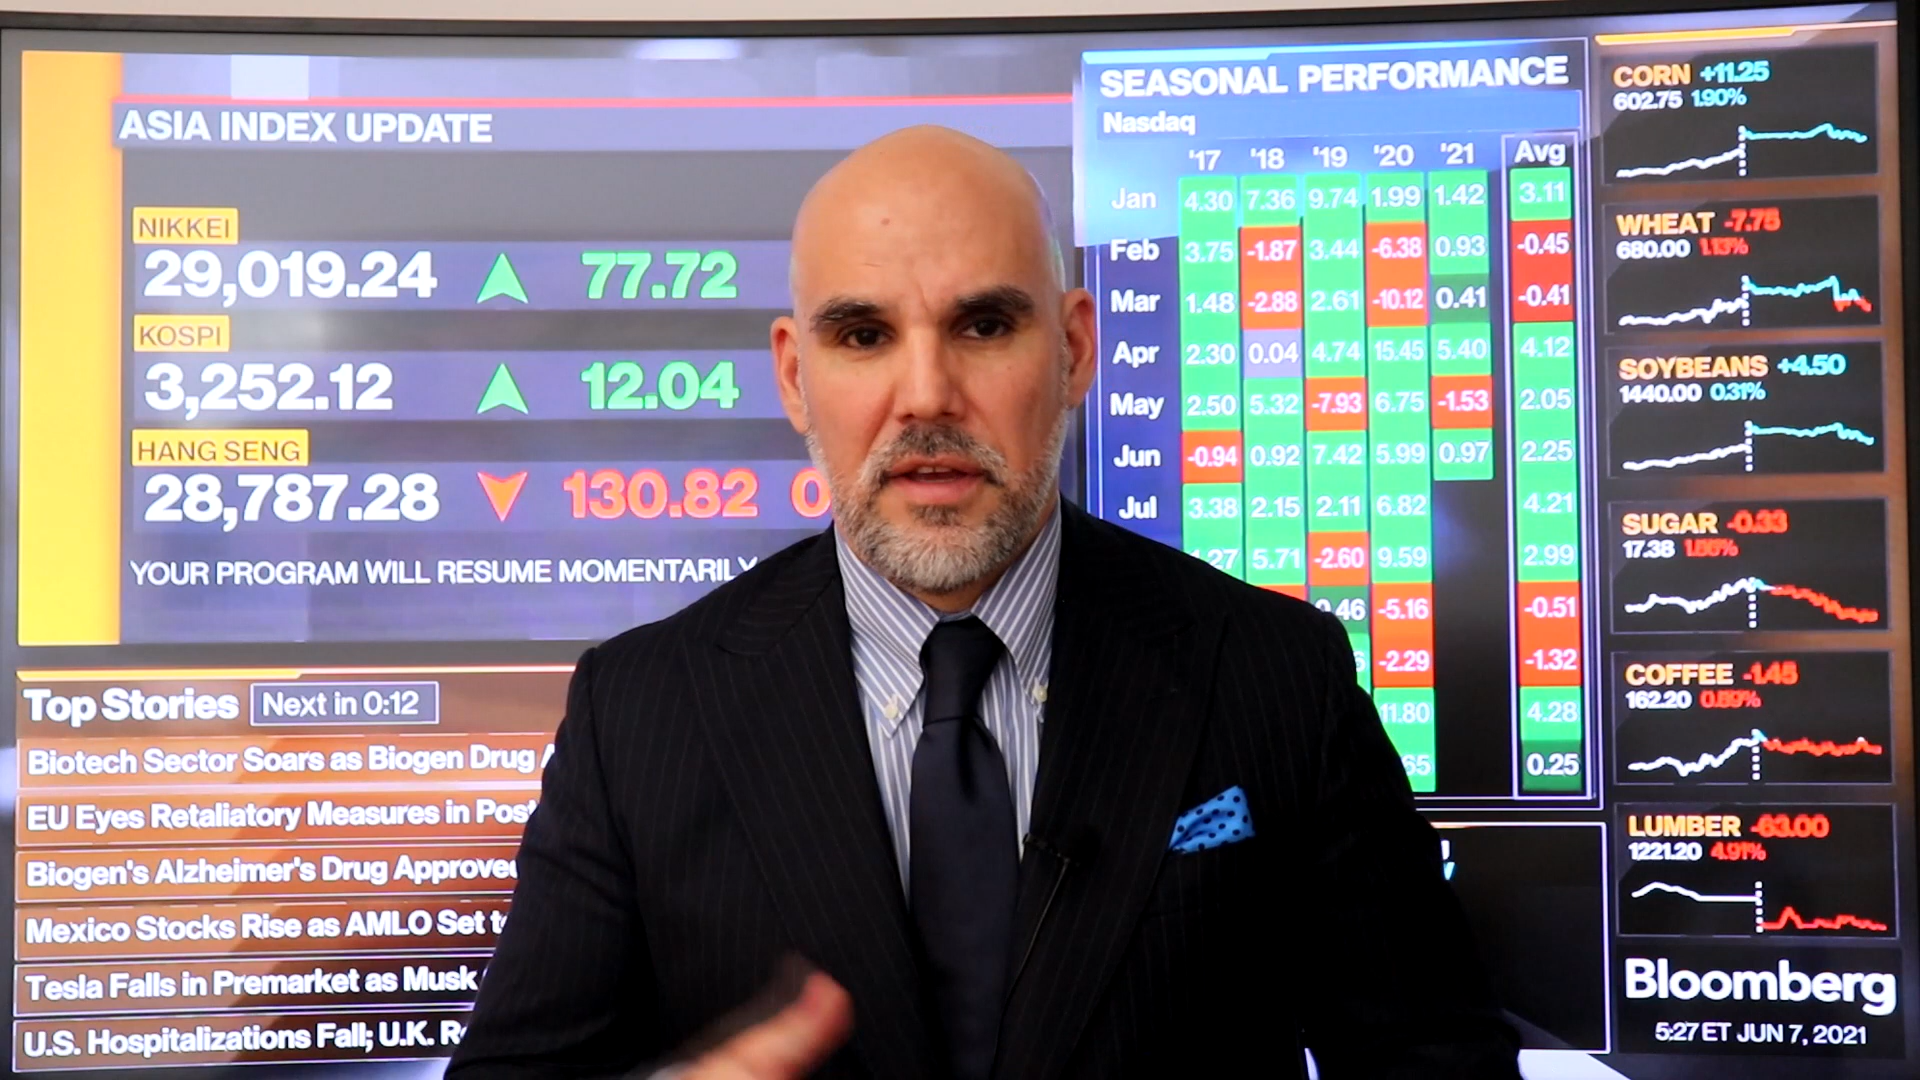 ASIA INDEX UPDATE
NIKKEI
29,019.24 77.72
KOSPI
3,252.12 12.04
HANG SENG
28,787.28 130.82 0
YOUR PROGRAM WILL RESUME MOMENTARILY
Top Stories Next in 0:12
Biotech Sector Soars as Biogen Drug
EU Eyes Retaliatory Measures in
Biogen's Alzheimer's Drug Approved
Mexico Stocks Rise as AMLO Set
Tesla Falls in Premarket as Musk
U.S. Hospitalizations Fall; U.K.
SEASONAL PERFORMANCE
Nasdaq
'17 '18 '19 '20 '21 Avg
Jan 4.30 7.36 9.74 1.99 1.42 3.11
Feb 3.75 -1.87 3.44 -6.38 0.93 -0.45
Mar 1.48 -2.88 2.61 -10.12 0.41 -0.41
Apr 2.30 0.04 4.74 15.45 5.40 4.12
May 2.50 5.32 -7.93 6.75 -1.53 2.05
Jun -0.94 0.92 7.42 5.99 0.97 2.25
Jul 3.38 2.15 2.11 6.82 4.21
.27 5.71 -2.60 9.59 2.99
0.46 -5.16 -0.51
-2.29 -1.32
11.80 4.28
65 0.25
CORN +11.25
602.75 1.90%
WHEAT -7.75
680.00 1.13%
SOYBEANS +4.50
1440.00 0.31%
SUGAR -0.33
17.38 1.86%
COFFEE -1.45
162.20 0.89%
LUMBER -63.00
1221.20 4.91%
Bloomberg
5:27 ET JUN 7, 2021